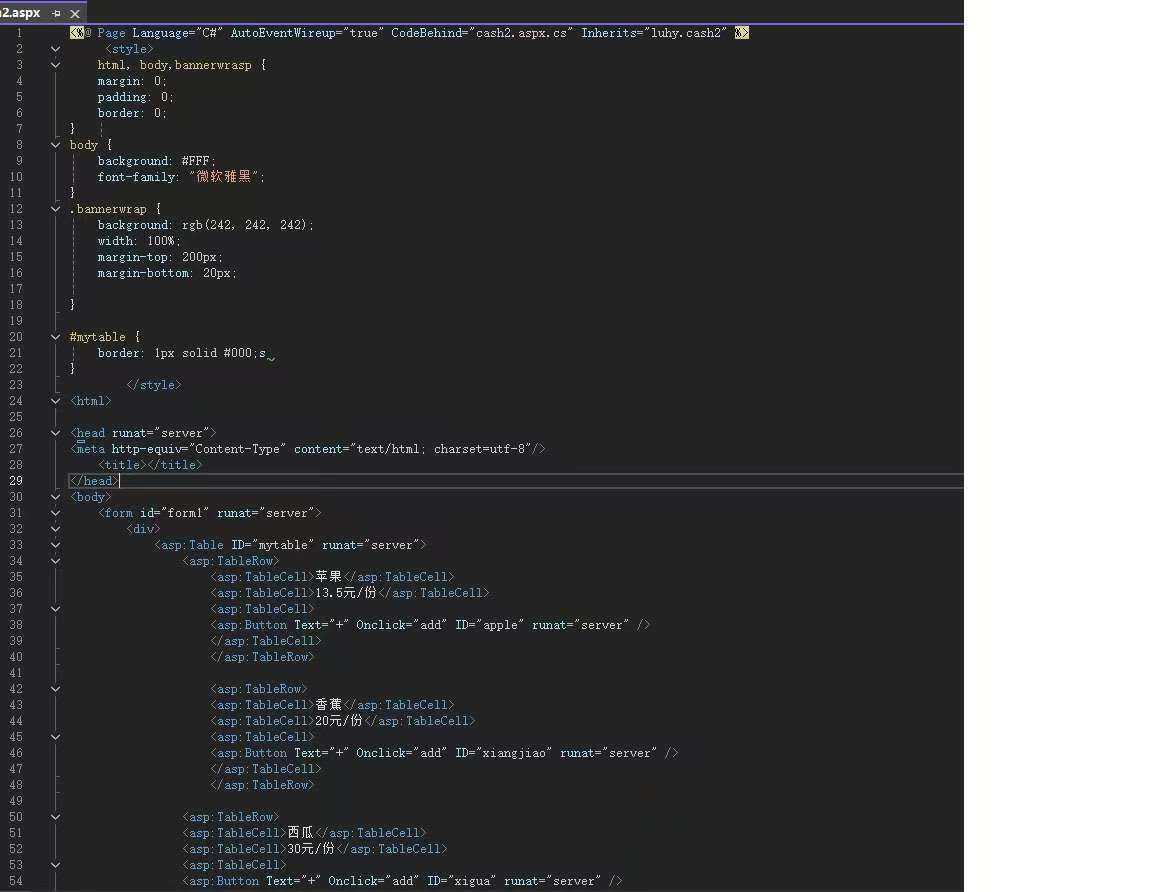 2.aspx
1 <%@ Page Language="C#" AutoEventWireup="true" CodeBehind="cash2.aspx.cs" Inherits="luhy.cash2" %>
2 <style>
3 html, body,bannerwrasp {
4 margin: 0;
5 padding: 0;
6 border: 0;
7 }
8 body {
9 background: #FFF;
10 font-family: "微软雅黑";
11 }
12 .bannerwrap {
13 background: rgb(242, 242, 242);
14 width: 100%;
15 margin-top: 200px;
16 margin-bottom: 20px;
17
18 }
19
20 #mytable {
21 border: 1px solid #000;s
22 }
23 </style>
24 <html>
25
26 <head runat="server">
27 <meta http-equiv="Content-Type" content="text/html; charset=utf-8"/>
28 <title></title>
29 </head>
30 <body>
31 <form id="form1" runat="server">
32 <div>
33 <asp:Table ID="mytable" runat="server">
34 <asp:TableRow>
35 <asp:TableCell>苹果</asp:TableCell>
36 <asp:TableCell>13.5元/份</asp:TableCell>
37 <asp:TableCell>
38 <asp:Button Text="+" Onclick="add" ID="apple" runat="server" />
39 </asp:TableCell>
40 </asp:TableRow>
41
42 <asp:TableRow>
43 <asp:TableCell>香蕉</asp:TableCell>
44 <asp:TableCell>20元/份</asp:TableCell>
45 <asp:TableCell>
46 <asp:Button Text="+" Onclick="add" ID="xiangjiao" runat="server" />
47 </asp:TableCell>
48 </asp:TableRow>
49
50 <asp:TableRow>
51 <asp:TableCell>西瓜</asp:TableCell>
52 <asp:TableCell>30元/份</asp:TableCell>
53 <asp:TableCell>
54 <asp:Button Text="+" Onclick="add" ID="xigua" runat="server" />